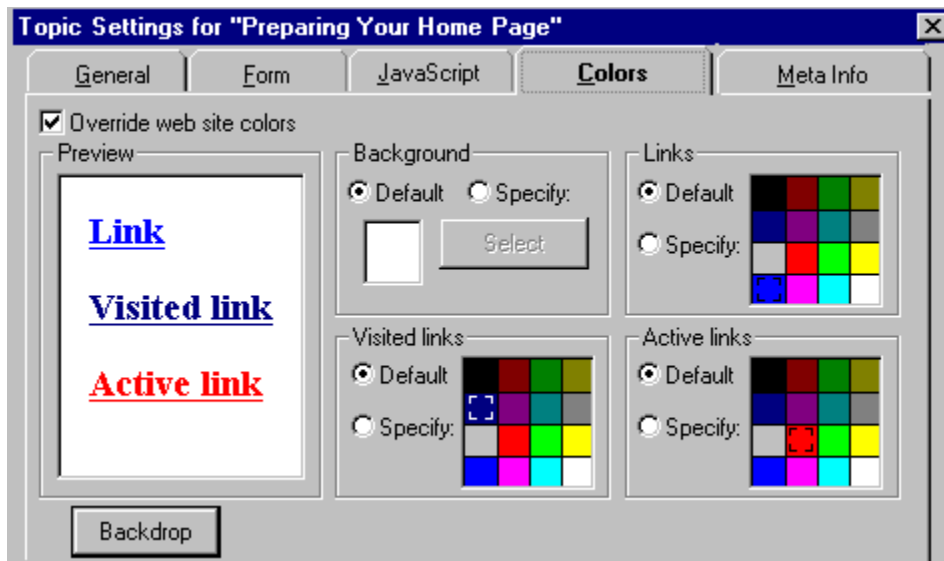 Topic Settings for "Preparing Your Home Page"
General Form JavaScript Colors Meta Info
Override web site colors
Preview
Link
Visited link
Active link
Background
Default Specify:
Select
Links
Default
Specify:
Visited links
Default
Specify:
Active links
Default
Specify:
Backdrop